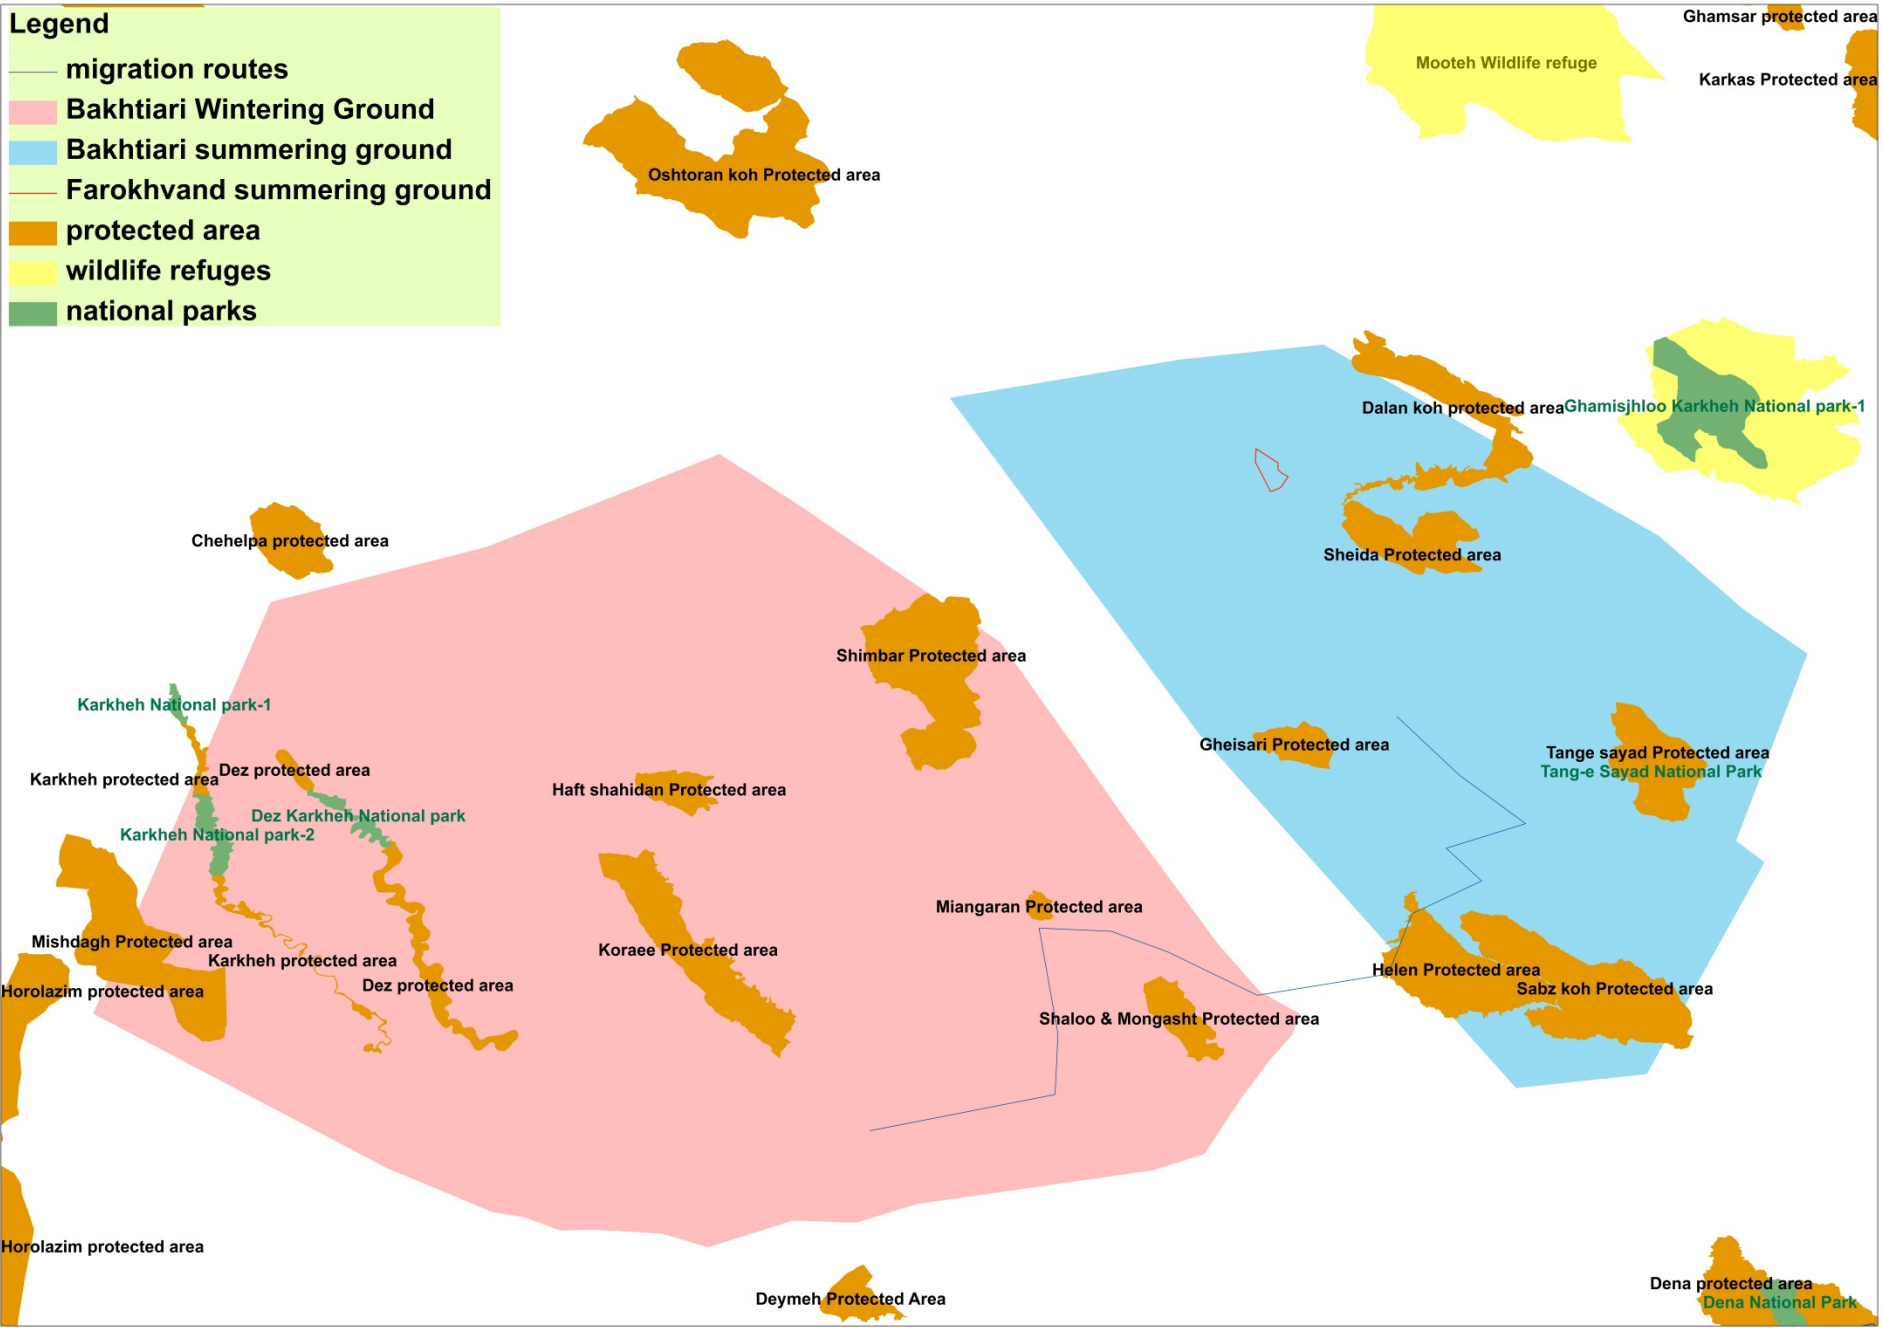 Legend
migration routes
Bakhtiari Wintering Ground
Bakhtiari summering ground
Farokhvand summering ground
protected area
wildlife refuges
national parks
Ghamsar protected area
Mooteh Wildlife refuge
Karkas Protected area
Oshtoran koh Protected area
Dalan koh protected area
Ghamisjhloo Karkheh National park-1
Chehelpa protected area
Sheida Protected area
Shimbar Protected area
Karkheh National park-1
Gheisari Protected area
Tange sayad Protected area
Tang-e Sayad National Park
Dez protected area
Karkheh protected area
Haft shahidan Protected area
Dez Karkheh National park
Karkheh National park-2
Miangaran Protected area
Mishdagh Protected area
Koraee Protected area
Karkheh protected area
Helen Protected area
Dez protected area
Sabz koh Protected area
Horolazim protected area
Shaloo & Mongasht Protected area
Horolazim protected area
Dena protected area
Deymeh Protected Area
Dena National Park